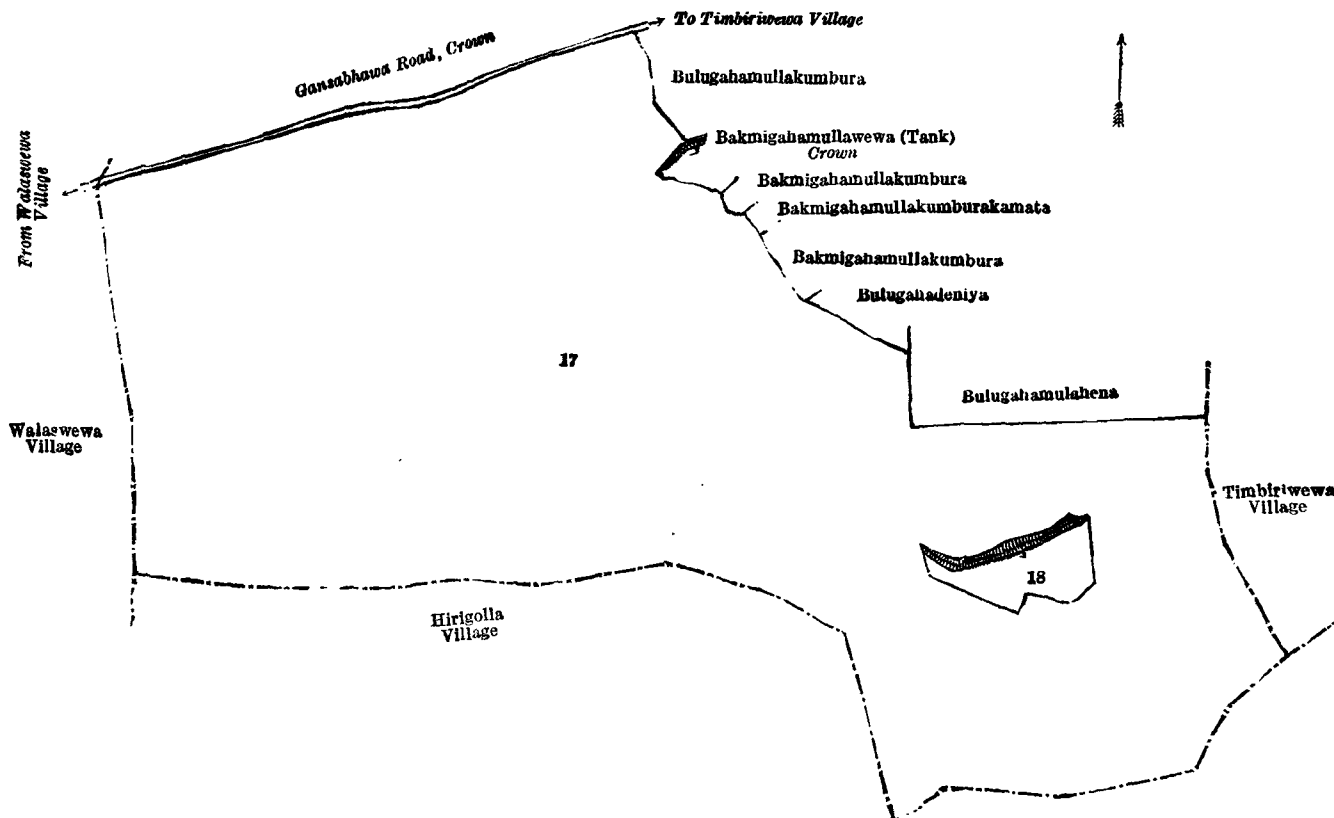 To Timbiriwewa Village
Gansabhawa Road, Crown
Bulugahamullakumbura
Bakmigahamullawewa (Tank)
Crown
Bakmigahamullakumbura
Bakmigahamullakumburakamata
From Walaswewa
Village
Bakmigahamullakumbura
Bulugahadeniya
17
Bulugahamulahena
Walaswewa
Village
Timbiriwewa
Village
18
Hirigolla
Village